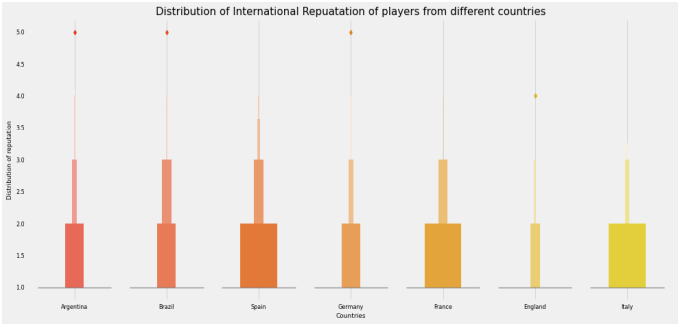 Distribution of International Repuatation of players from different countries
5.0
4.5
4.0
3.5
3.0
2.5
2.0
1.5
1.0
Distribution of reputation
Argentina Brazil Spain Germany France England Italy
Countries